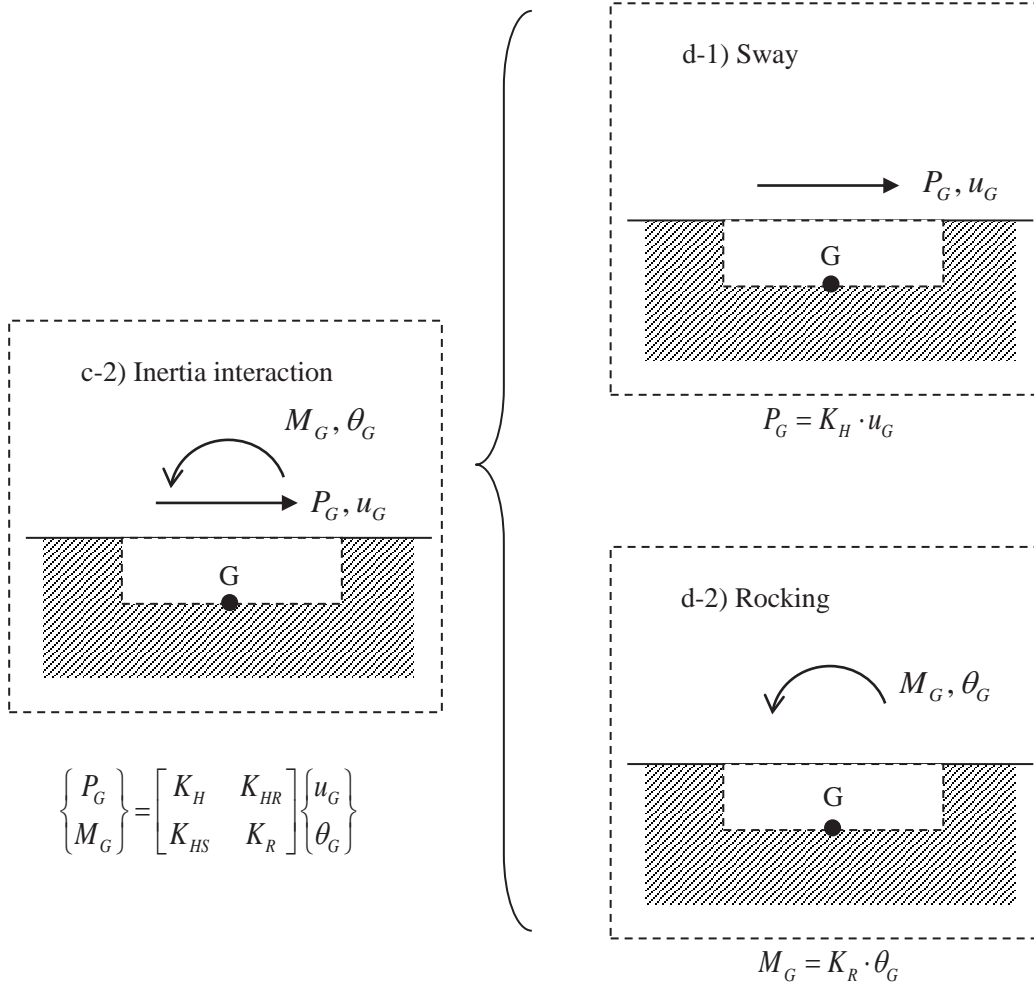 c-2) Inertia interaction
M_G, θ_G
P_G, u_G
G
{P_G M_G} = [K_H K_HR K_HS K_R] {u_G θ_G}
d-1) Sway
P_G, u_G
G
P_G = K_H · u_G
d-2) Rocking
M_G, θ_G
G
M_G = K_R · θ_G